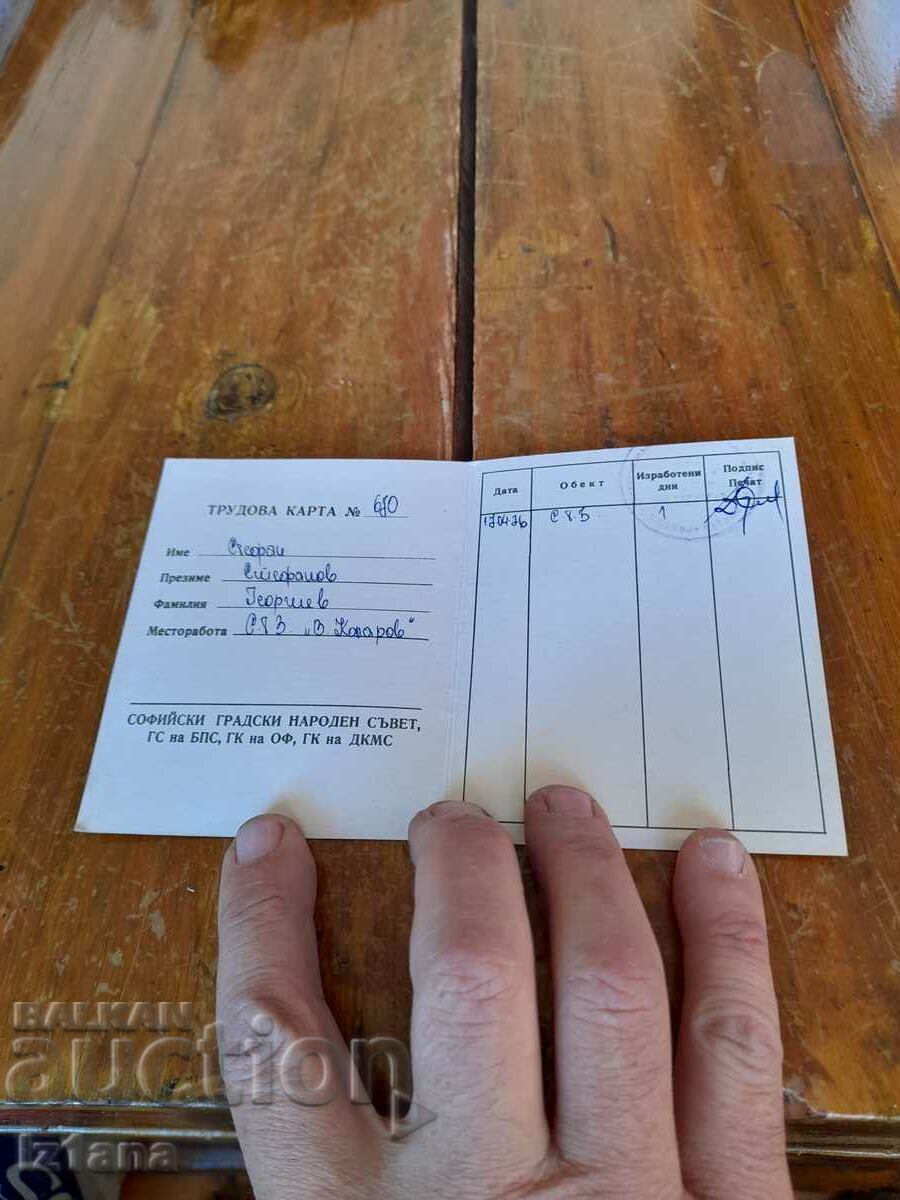 ТРУДОВА КАРТА № 610
Име Стефан
Презиме Стефанов
Фамилия Георгиев
Месторабота
СОФИЙСКИ ГРАДСКИ НАРОДЕН СЪВЕТ,
ГС на БПС, ГК на ОФ, ГК на ДКМС
Дата Обект Изработени дни Подпис Печат
17.04.76 1
BALKAN
auction
iz1ana